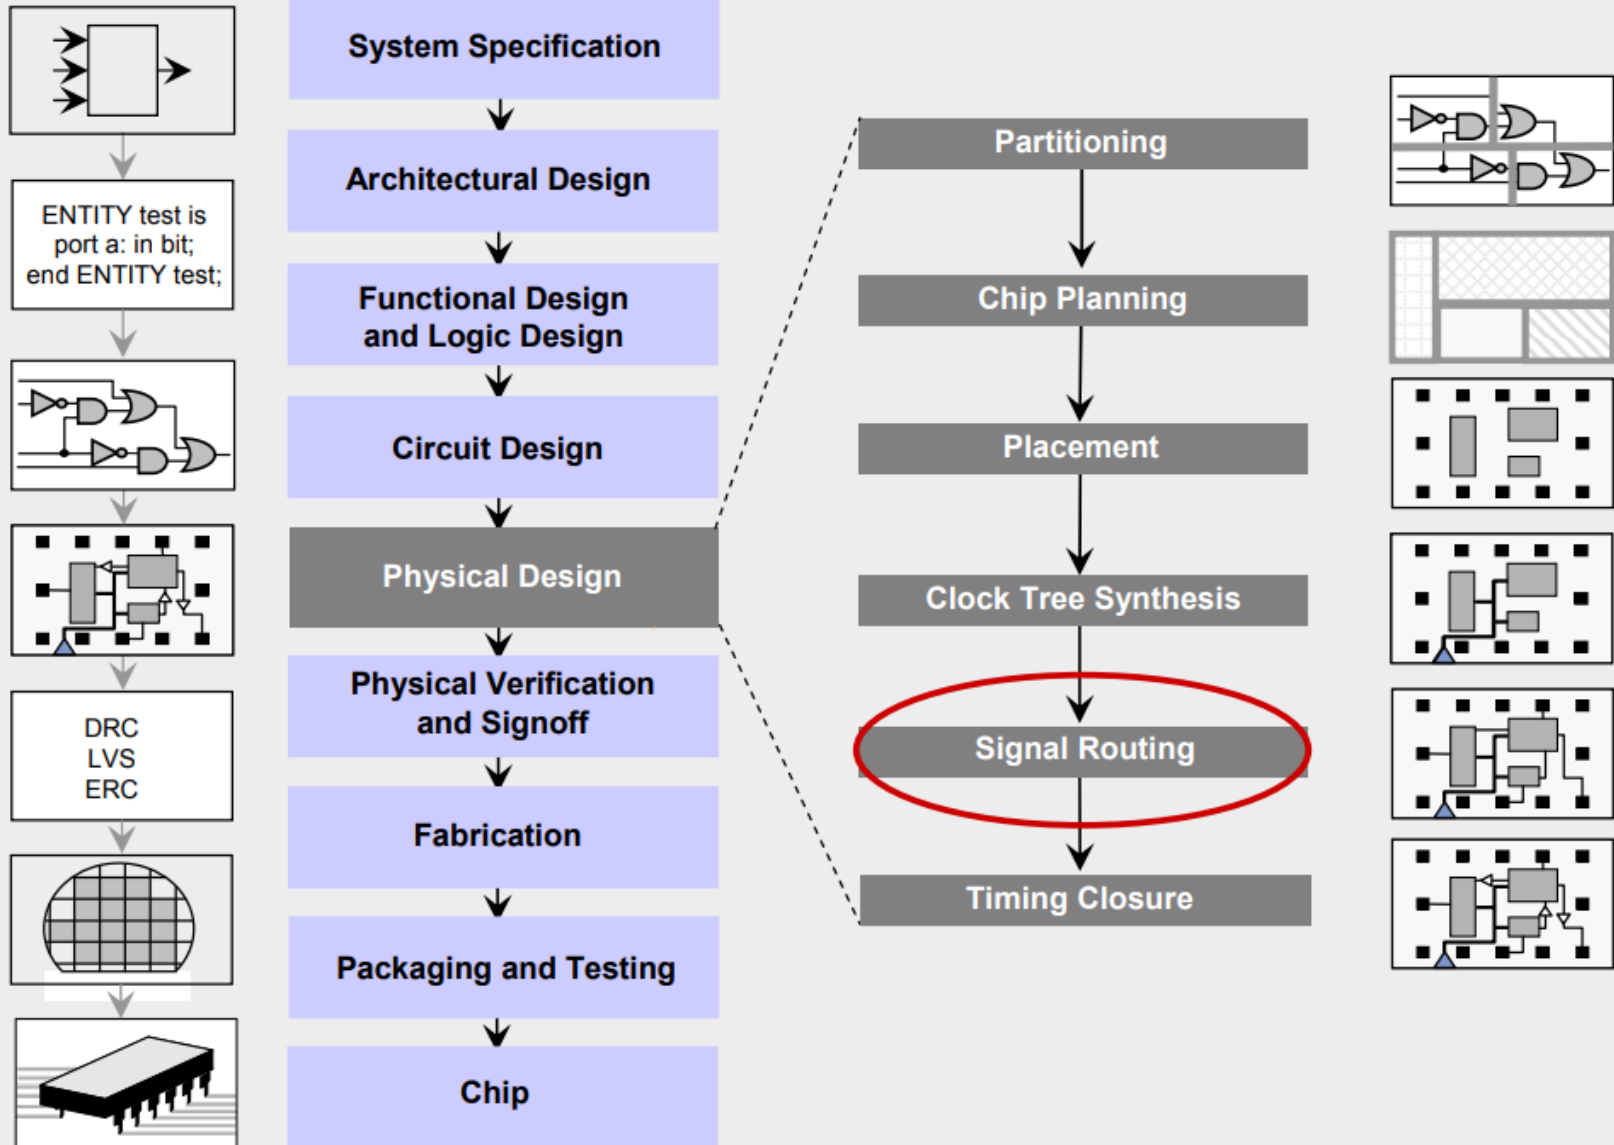 System Specification
Architectural Design
Functional Design
and Logic Design
Circuit Design
Physical Design
Physical Verification
and Signoff
Fabrication
Packaging and Testing
Chip
ENTITY test is
port a: in bit;
end ENTITY test;
DRC
LVS
ERC
Partitioning
Chip Planning
Placement
Clock Tree Synthesis
Signal Routing
Timing Closure